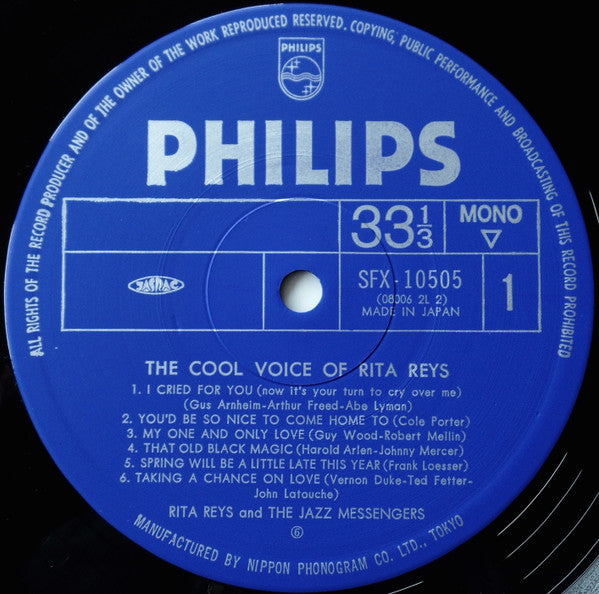 ALL RIGHTS OF THE RECORD PRODUCER AND OF THE OWNER OF THE WORK REPRODUCED RESERVED. COPYING, PUBLIC PERFORMANCE AND BROADCASTING OF THIS RECORD PROHIBITED
PHILIPS
PHILIPS
33 1/3
MONO
▽
SFX-10505
(08006 2L 2)
MADE IN JAPAN
1
THE COOL VOICE OF RITA REYS
1. I CRIED FOR YOU (now it's your turn to cry over me)
(Gus Arnheim-Arthur Freed-Abe Lyman)
2. YOU'D BE SO NICE TO COME HOME TO (Cole Porter)
3. MY ONE AND ONLY LOVE (Guy Wood-Robert Mellin)
4. THAT OLD BLACK MAGIC (Harold Arlen-Johnny Mercer)
5. SPRING WILL BE A LITTLE LATE THIS YEAR (Frank Loesser)
6. TAKING A CHANCE ON LOVE (Vernon Duke-Ted Fetter-
John Latouche)
RITA REYS and THE JAZZ MESSENGERS
⑥
MANUFACTURED BY NIPPON PHONOGRAM CO. LTD., TOKYO